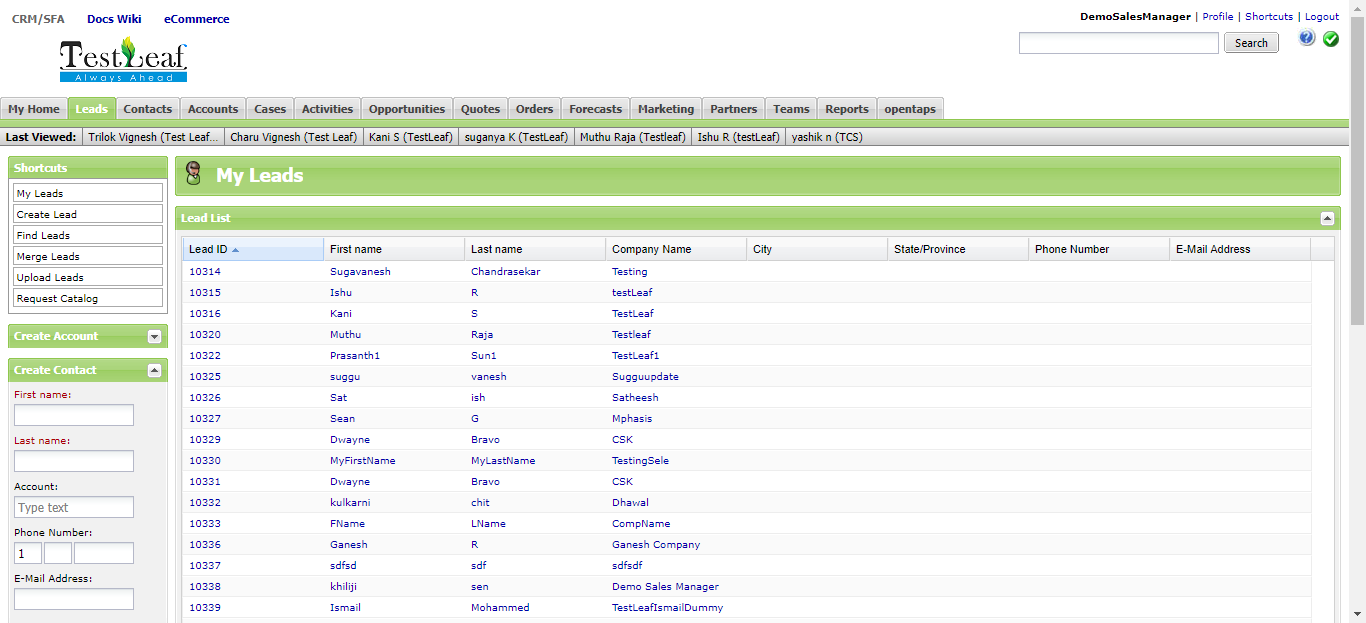 CRM/SFA Docs Wiki eCommerce
DemoSalesManager | Profile | Shortcuts | Logout
TestLeaf
Always Ahead
Search
My Home Leads Contacts Accounts Cases Activities Opportunities Quotes Orders Forecasts Marketing Partners Teams Reports opentaps
Last Viewed: Trilok Vignesh (Test Leaf... Charu Vignesh (Test Leaf) Kani S (TestLeaf) suganya K (TestLeaf) Muthu Raja (Testleaf) Ishu R (testLeaf) yashik n (TCS)
Shortcuts
My Leads
Create Lead
Find Leads
Merge Leads
Upload Leads
Request Catalog
Create Account
Create Contact
First name:
Last name:
Account:
Type text
Phone Number:
1
E-Mail Address:
My Leads
Lead List
Lead ID First name Last name Company Name City State/Province Phone Number E-Mail Address
10314 Sugavanesh Chandrasekar Testing
10315 Ishu R testLeaf
10316 Kani S TestLeaf
10320 Muthu Raja Testleaf
10322 Prasanth1 Sun1 TestLeaf1
10325 suggu vanesh Sugguupdate
10326 Sat ish Satheesh
10327 Sean G Mphasis
10329 Dwayne Bravo CSK
10330 MyFirstName MyLastName TestingSele
10331 Dwayne Bravo CSK
10332 kulkarni chit Dhawal
10333 FName LName CompName
10336 Ganesh R Ganesh Company
10337 sdfsd sdf sdfsdf
10338 khiliji sen Demo Sales Manager
10339 Ismail Mohammed TestLeafIsmailDummy